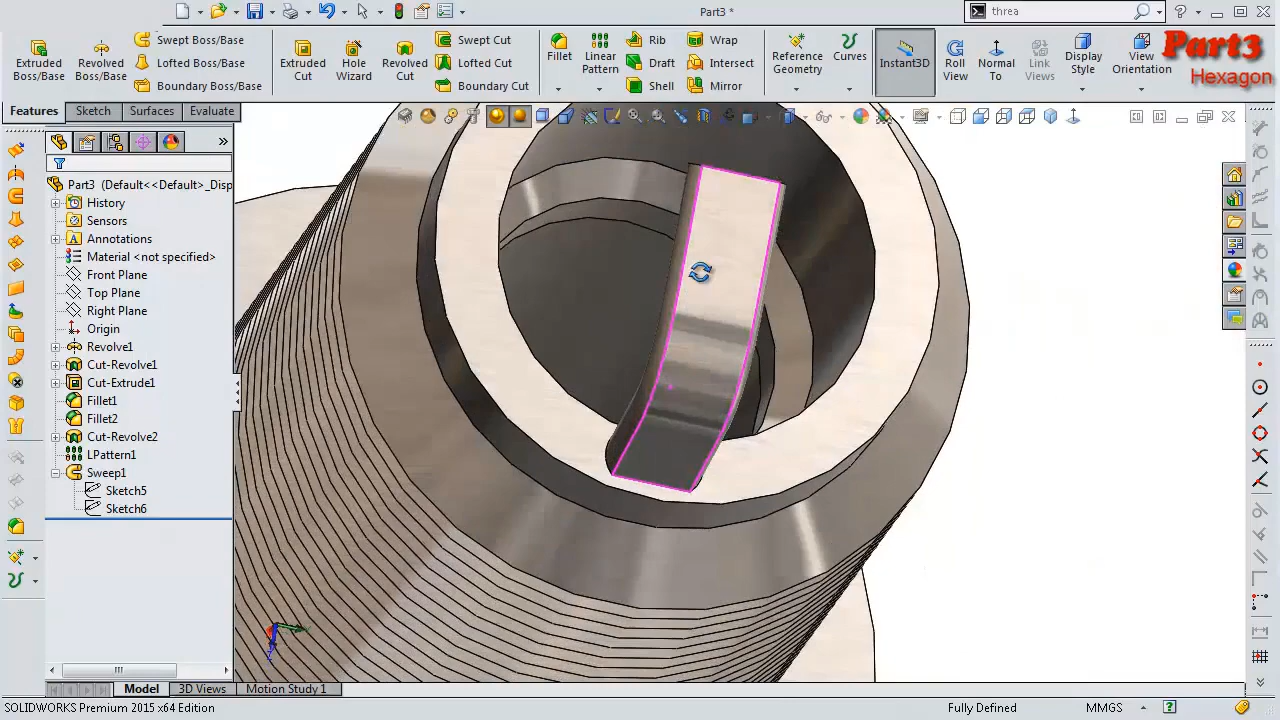 Part3 *
threa
Part3
Hexagon
Extruded Boss/Base
Revolved Boss/Base
Swept Boss/Base
Lofted Boss/Base
Boundary Boss/Base
Extruded Cut
Hole Wizard
Revolved Cut
Swept Cut
Lofted Cut
Boundary Cut
Fillet
Linear Pattern
Rib
Draft
Shell
Wrap
Intersect
Mirror
Reference Geometry
Curves
Instant3D
Roll View
Normal To
Link Views
Display Style
View Orientation
Features
Sketch
Surfaces
Evaluate
Part3 (Default<<Default>_Disp
History
Sensors
Annotations
Material <not specified>
Front Plane
Top Plane
Right Plane
Origin
Revolve1
Cut-Revolve1
Cut-Extrude1
Fillet1
Fillet2
Cut-Revolve2
LPattern1
Sweep1
Sketch5
Sketch6
Model
3D Views
Motion Study 1
SOLIDWORKS Premium 2015 x64 Edition
Fully Defined
MMGS